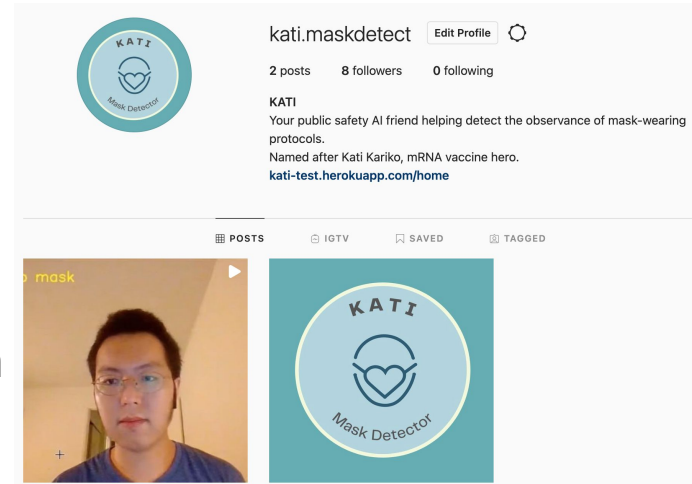 KATI
Mask Detector
kati.maskdetect Edit Profile
2 posts 8 followers 0 following
KATI
Your public safety AI friend helping detect the observance of mask-wearing
protocols.
Named after Kati Kariko, mRNA vaccine hero.
kati-test.herokuapp.com/home
POSTS IGTV SAVED TAGGED
mask
KATI
Mask Detector